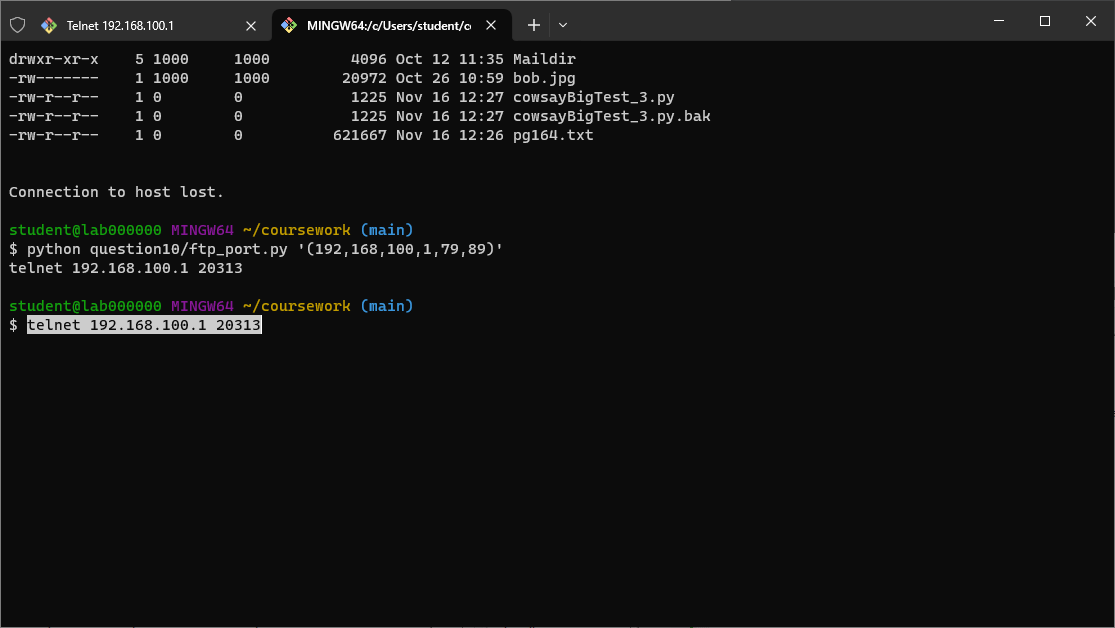 Telnet 192.168.100.1
MINGW64:/c/Users/student/c
drwxr-xr-x    5 1000     1000         4096 Oct 12 11:35 Maildir
-rw-------    1 1000     1000        20972 Oct 26 10:59 bob.jpg
-rw-r--r--    1 0        0            1225 Nov 16 12:27 cowsayBigTest_3.py
-rw-r--r--    1 0        0            1225 Nov 16 12:27 cowsayBigTest_3.py.bak
-rw-r--r--    1 0        0          621667 Nov 16 12:26 pg164.txt
Connection to host lost.
student@lab000000 MINGW64 ~/coursework (main)
$ python question10/ftp_port.py '(192,168,100,1,79,89)'
telnet 192.168.100.1 20313
student@lab000000 MINGW64 ~/coursework (main)
$ telnet 192.168.100.1 20313